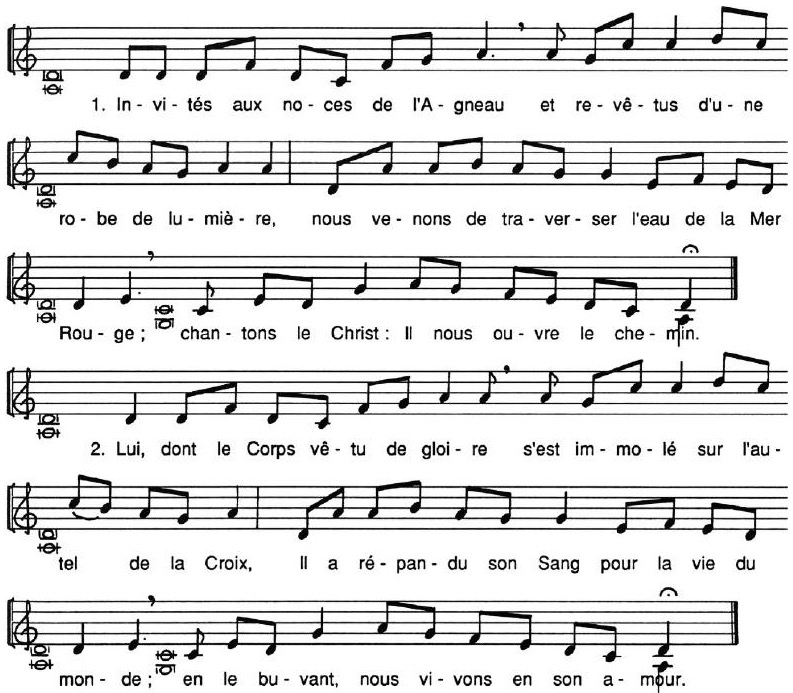 1. In - vi - tés aux no - ces de l'A - gneau et re - vê - tus d'u - ne
ro - be de lu - miè - re, nous ve - nons de tra - ver - ser l'eau de la Mer
Rou - ge ; chan - tons le Christ : Il nous ou - vre le che - min.
2. Lui, dont le Corps vê - tu de gloi - re s'est im - mo - lé sur l'au -
tel de la Croix, Il a ré - pan - du son Sang pour la vie du
mon - de ; en le bu - vant, nous vi - vons en son a - mour.